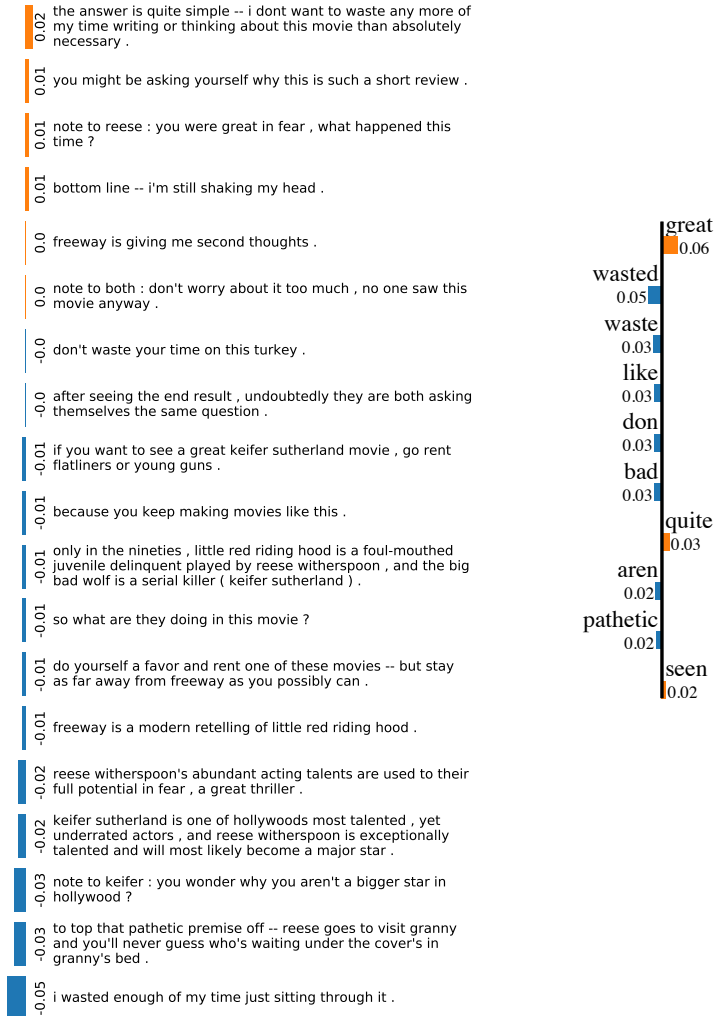 0.02
the answer is quite simple -- i dont want to waste any more of
my time writing or thinking about this movie than absolutely
necessary .
0.01
you might be asking yourself why this is such a short review .
0.01
note to reese : you were great in fear , what happened this
time ?
0.01
bottom line -- i'm still shaking my head .
0.0
freeway is giving me second thoughts .
0.0
note to both : don't worry about it too much , no one saw this
movie anyway .
-0.0
don't waste your time on this turkey .
-0.0
after seeing the end result , undoubtedly they are both asking
themselves the same question .
-0.01
if you want to see a great keifer sutherland movie , go rent
flatliners or young guns .
-0.01
because you keep making movies like this .
-0.01
only in the nineties , little red riding hood is a foul-mouthed
juvenile delinquent played by reese witherspoon , and the big
bad wolf is a serial killer ( keifer sutherland ) .
-0.01
so what are they doing in this movie ?
-0.01
do yourself a favor and rent one of these movies -- but stay
as far away from freeway as you possibly can .
-0.01
freeway is a modern retelling of little red riding hood .
-0.02
reese witherspoon's abundant acting talents are used to their
full potential in fear , a great thriller .
-0.02
keifer sutherland is one of hollywoods most talented , yet
underrated actors , and reese witherspoon is exceptionally
talented and will most likely become a major star .
-0.03
note to keifer : you wonder why you aren't a bigger star in
hollywood ?
-0.03
to top that pathetic premise off -- reese goes to visit granny
and you'll never guess who's waiting under the cover's in
granny's bed .
-0.05
i wasted enough of my time just sitting through it .
great
0.06
wasted
0.05
waste
0.03
like
0.03
don
0.03
bad
0.03
quite
0.03
aren
0.02
pathetic
0.02
seen
0.02